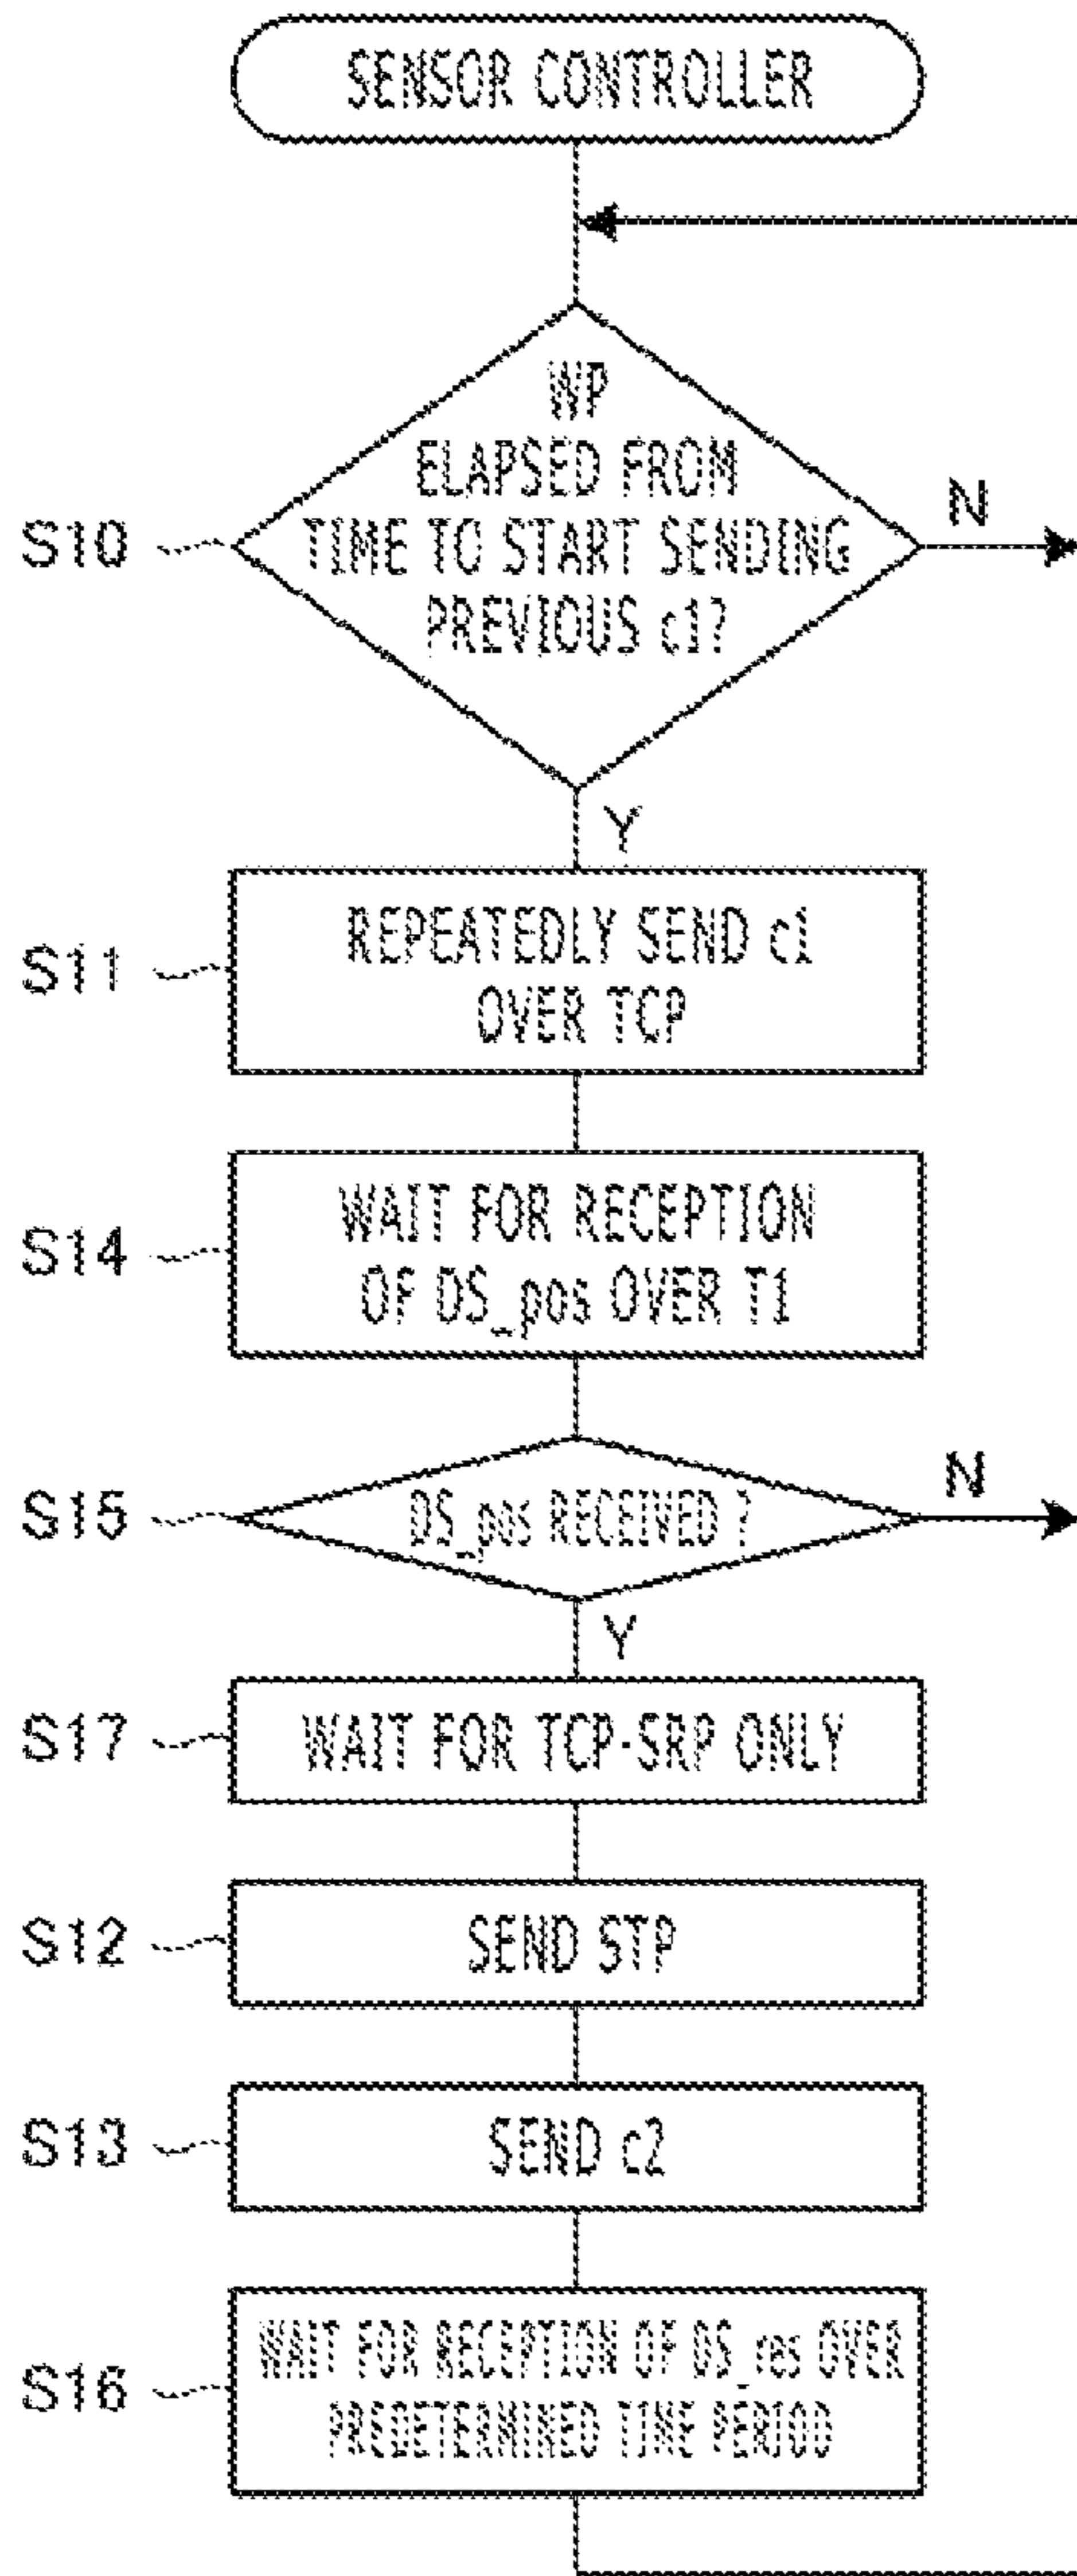 SENSOR CONTROLLER
WP
ELAPSED FROM
S10
TIME TO START SENDING
N
PREVIOUS c1?
Y
S11
REPEATEDLY SEND c1
OVER TCP
S14
WAIT FOR RECEPTION
OF DS_pos OVER T1
S15
DS_pos RECEIVED ?
N
Y
S17
WAIT FOR TCP-SRP ONLY
S12
SEND STP
S13
SEND c2
S16
WAIT FOR RECEPTION OF DS_res OVER
PREDETERMINED TIME PERIOD